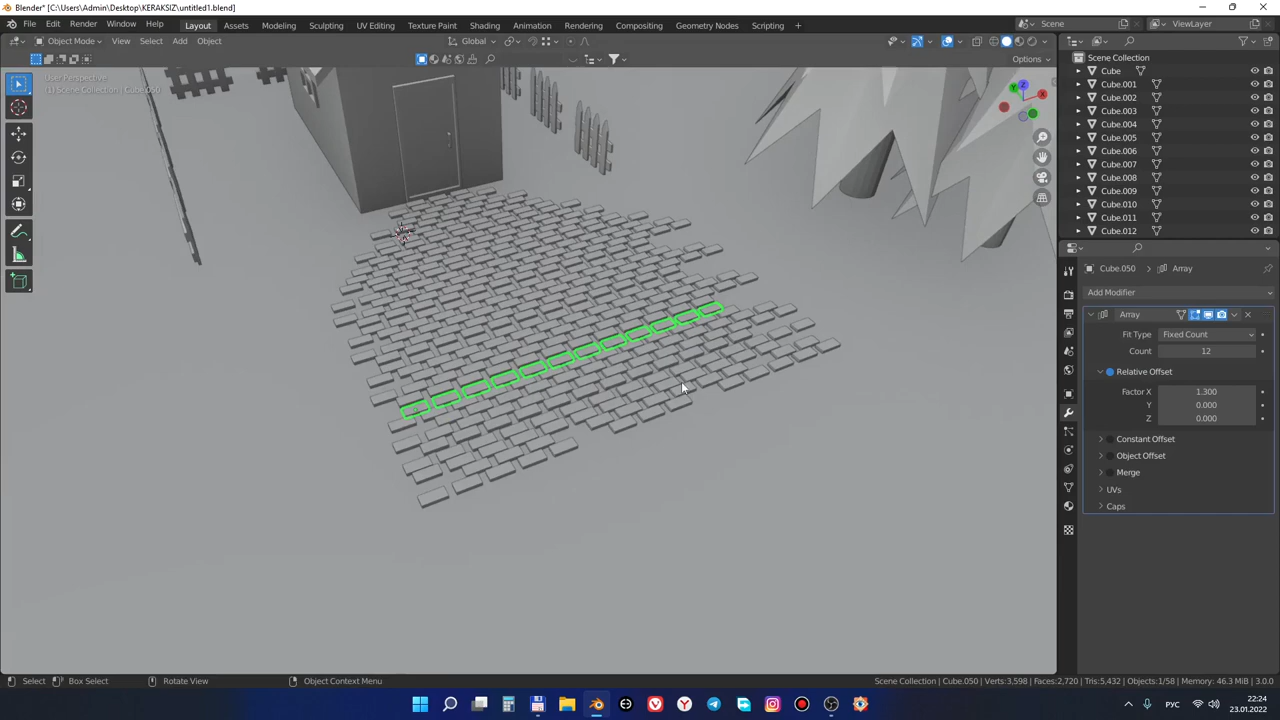 Blender* [C:\Users\Admin\Desktop\KERAKSIZ\untitled1.blend]
File Edit Render Window Help Layout Assets Modeling Sculpting UV Editing Texture Paint Shading Animation Rendering Compositing Geometry Nodes Scripting Scene ViewLayer
Object Mode View Select Add Object Global
Options
User Perspective
(1) Scene Collection | Cube.050
X
Y
Z
Scene Collection
Cube
Cube.001
Cube.002
Cube.003
Cube.004
Cube.005
Cube.006
Cube.007
Cube.008
Cube.009
Cube.010
Cube.011
Cube.012
Cube.050 Array
Add Modifier
Array
Fit Type Fixed Count
Count 12
Relative Offset
Factor X 1.300
Y 0.000
Z 0.000
Constant Offset
Object Offset
Merge
UVs
Caps
Select Box Select Rotate View Object Context Menu Scene Collection | Cube.050 | Verts:3,598 | Faces:2,720 | Tris:5,432 | Objects:1/58 | Memory: 46.3 MiB | 3.0.0
РУС
22:24
23.01.2022